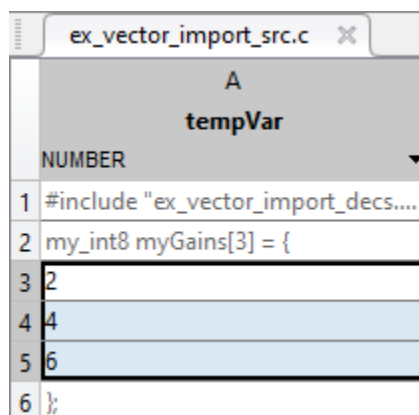 ex_vector_import_src.c
A
tempVar
NUMBER
1 #include "ex_vector_import_decs....
2 my_int8 myGains[3] = {
3 2
4 4
5 6
6 };